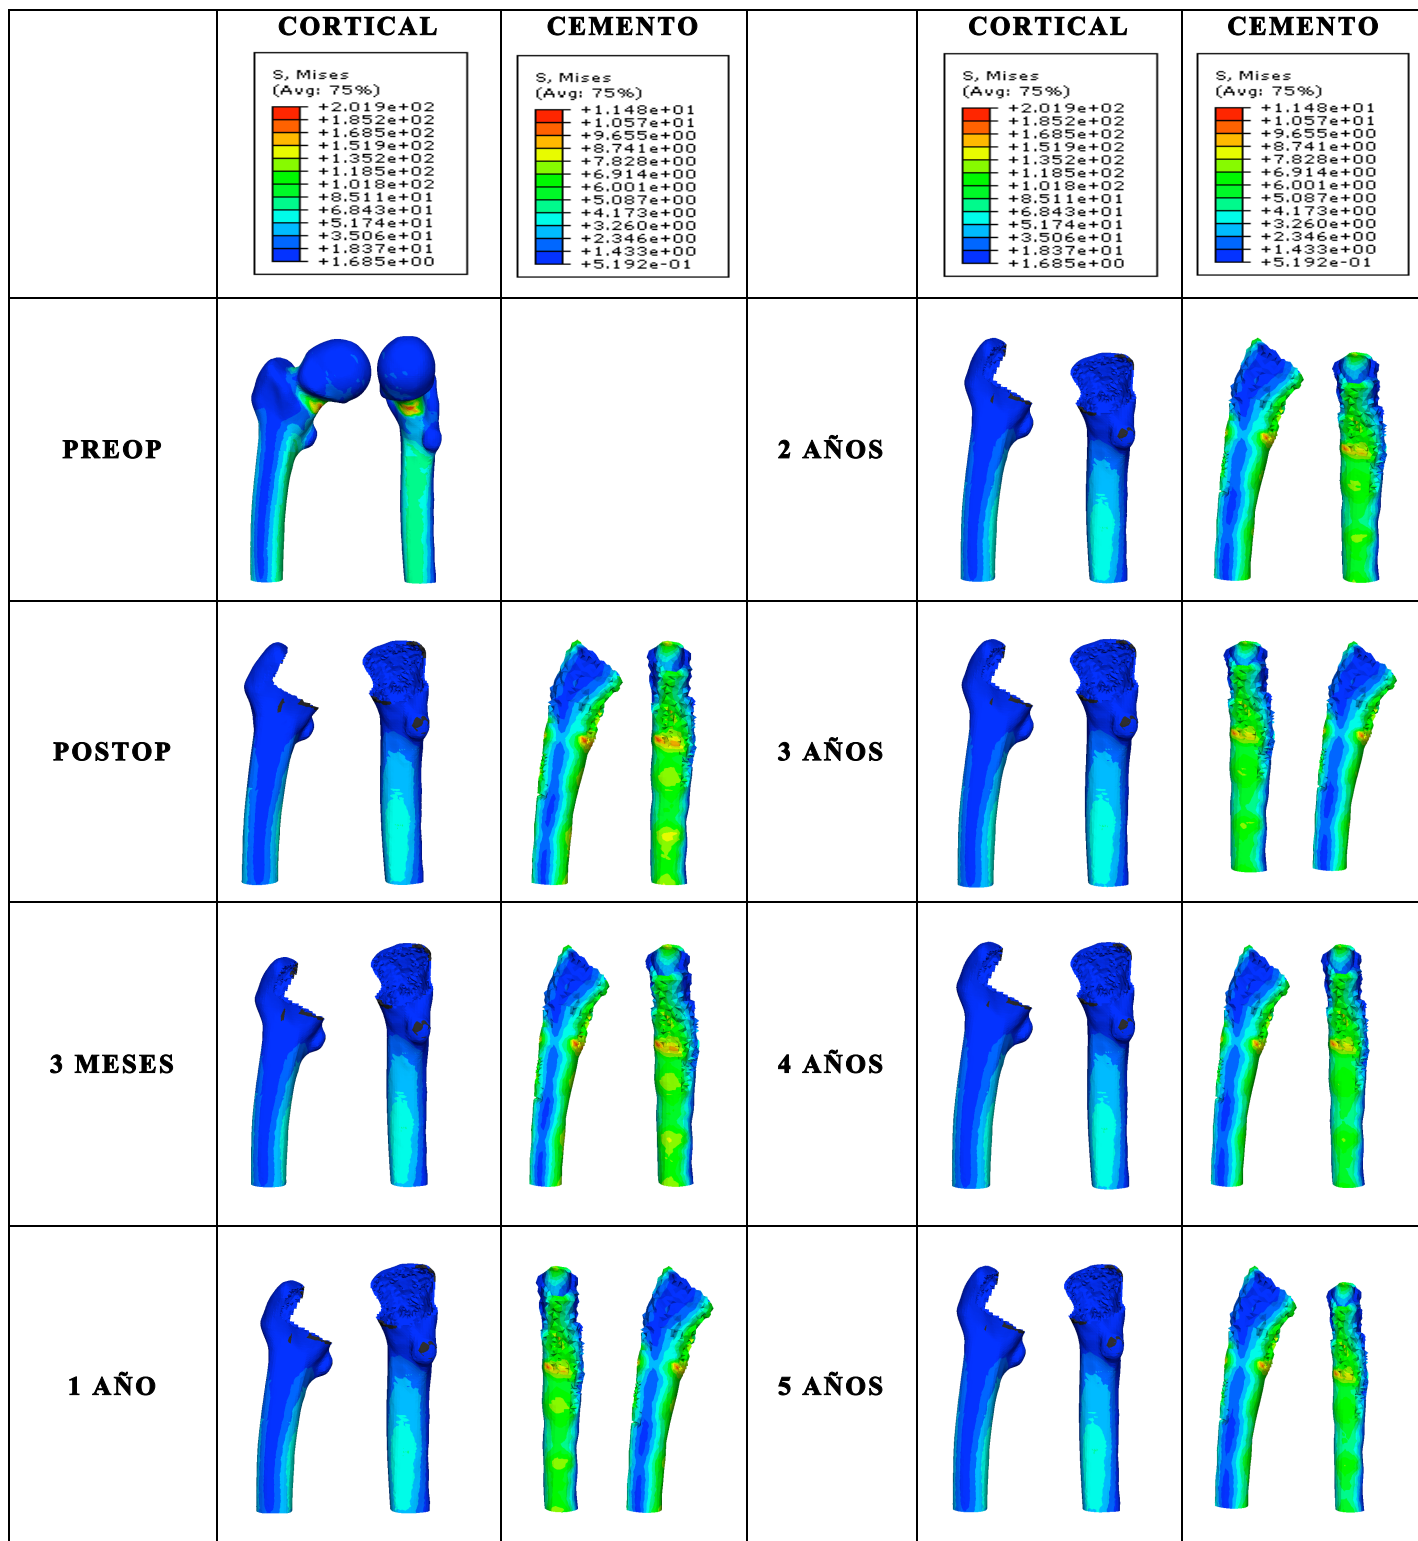 CORTICAL
CEMENTO
CORTICAL
CEMENTO
S, Mises
(Avg: 75%)
+2.019e+02
+1.852e+02
+1.685e+02
+1.519e+02
+1.352e+02
+1.185e+02
+1.018e+02
+8.511e+01
+6.843e+01
+5.174e+01
+3.506e+01
+1.837e+01
+1.685e+00
S, Mises
(Avg: 75%)
+1.148e+01
+1.057e+01
+9.655e+00
+8.741e+00
+7.828e+00
+6.914e+00
+6.001e+00
+5.087e+00
+4.173e+00
+3.260e+00
+2.346e+00
+1.433e+00
+5.192e-01
S, Mises
(Avg: 75%)
+2.019e+02
+1.852e+02
+1.685e+02
+1.519e+02
+1.352e+02
+1.185e+02
+1.018e+02
+8.511e+01
+6.843e+01
+5.174e+01
+3.506e+01
+1.837e+01
+1.685e+00
S, Mises
(Avg: 75%)
+1.148e+01
+1.057e+01
+9.655e+00
+8.741e+00
+7.828e+00
+6.914e+00
+6.001e+00
+5.087e+00
+4.173e+00
+3.260e+00
+2.346e+00
+1.433e+00
+5.192e-01
PREOP
2 AÑOS
POSTOP
3 AÑOS
3 MESES
4 AÑOS
1 AÑO
5 AÑOS